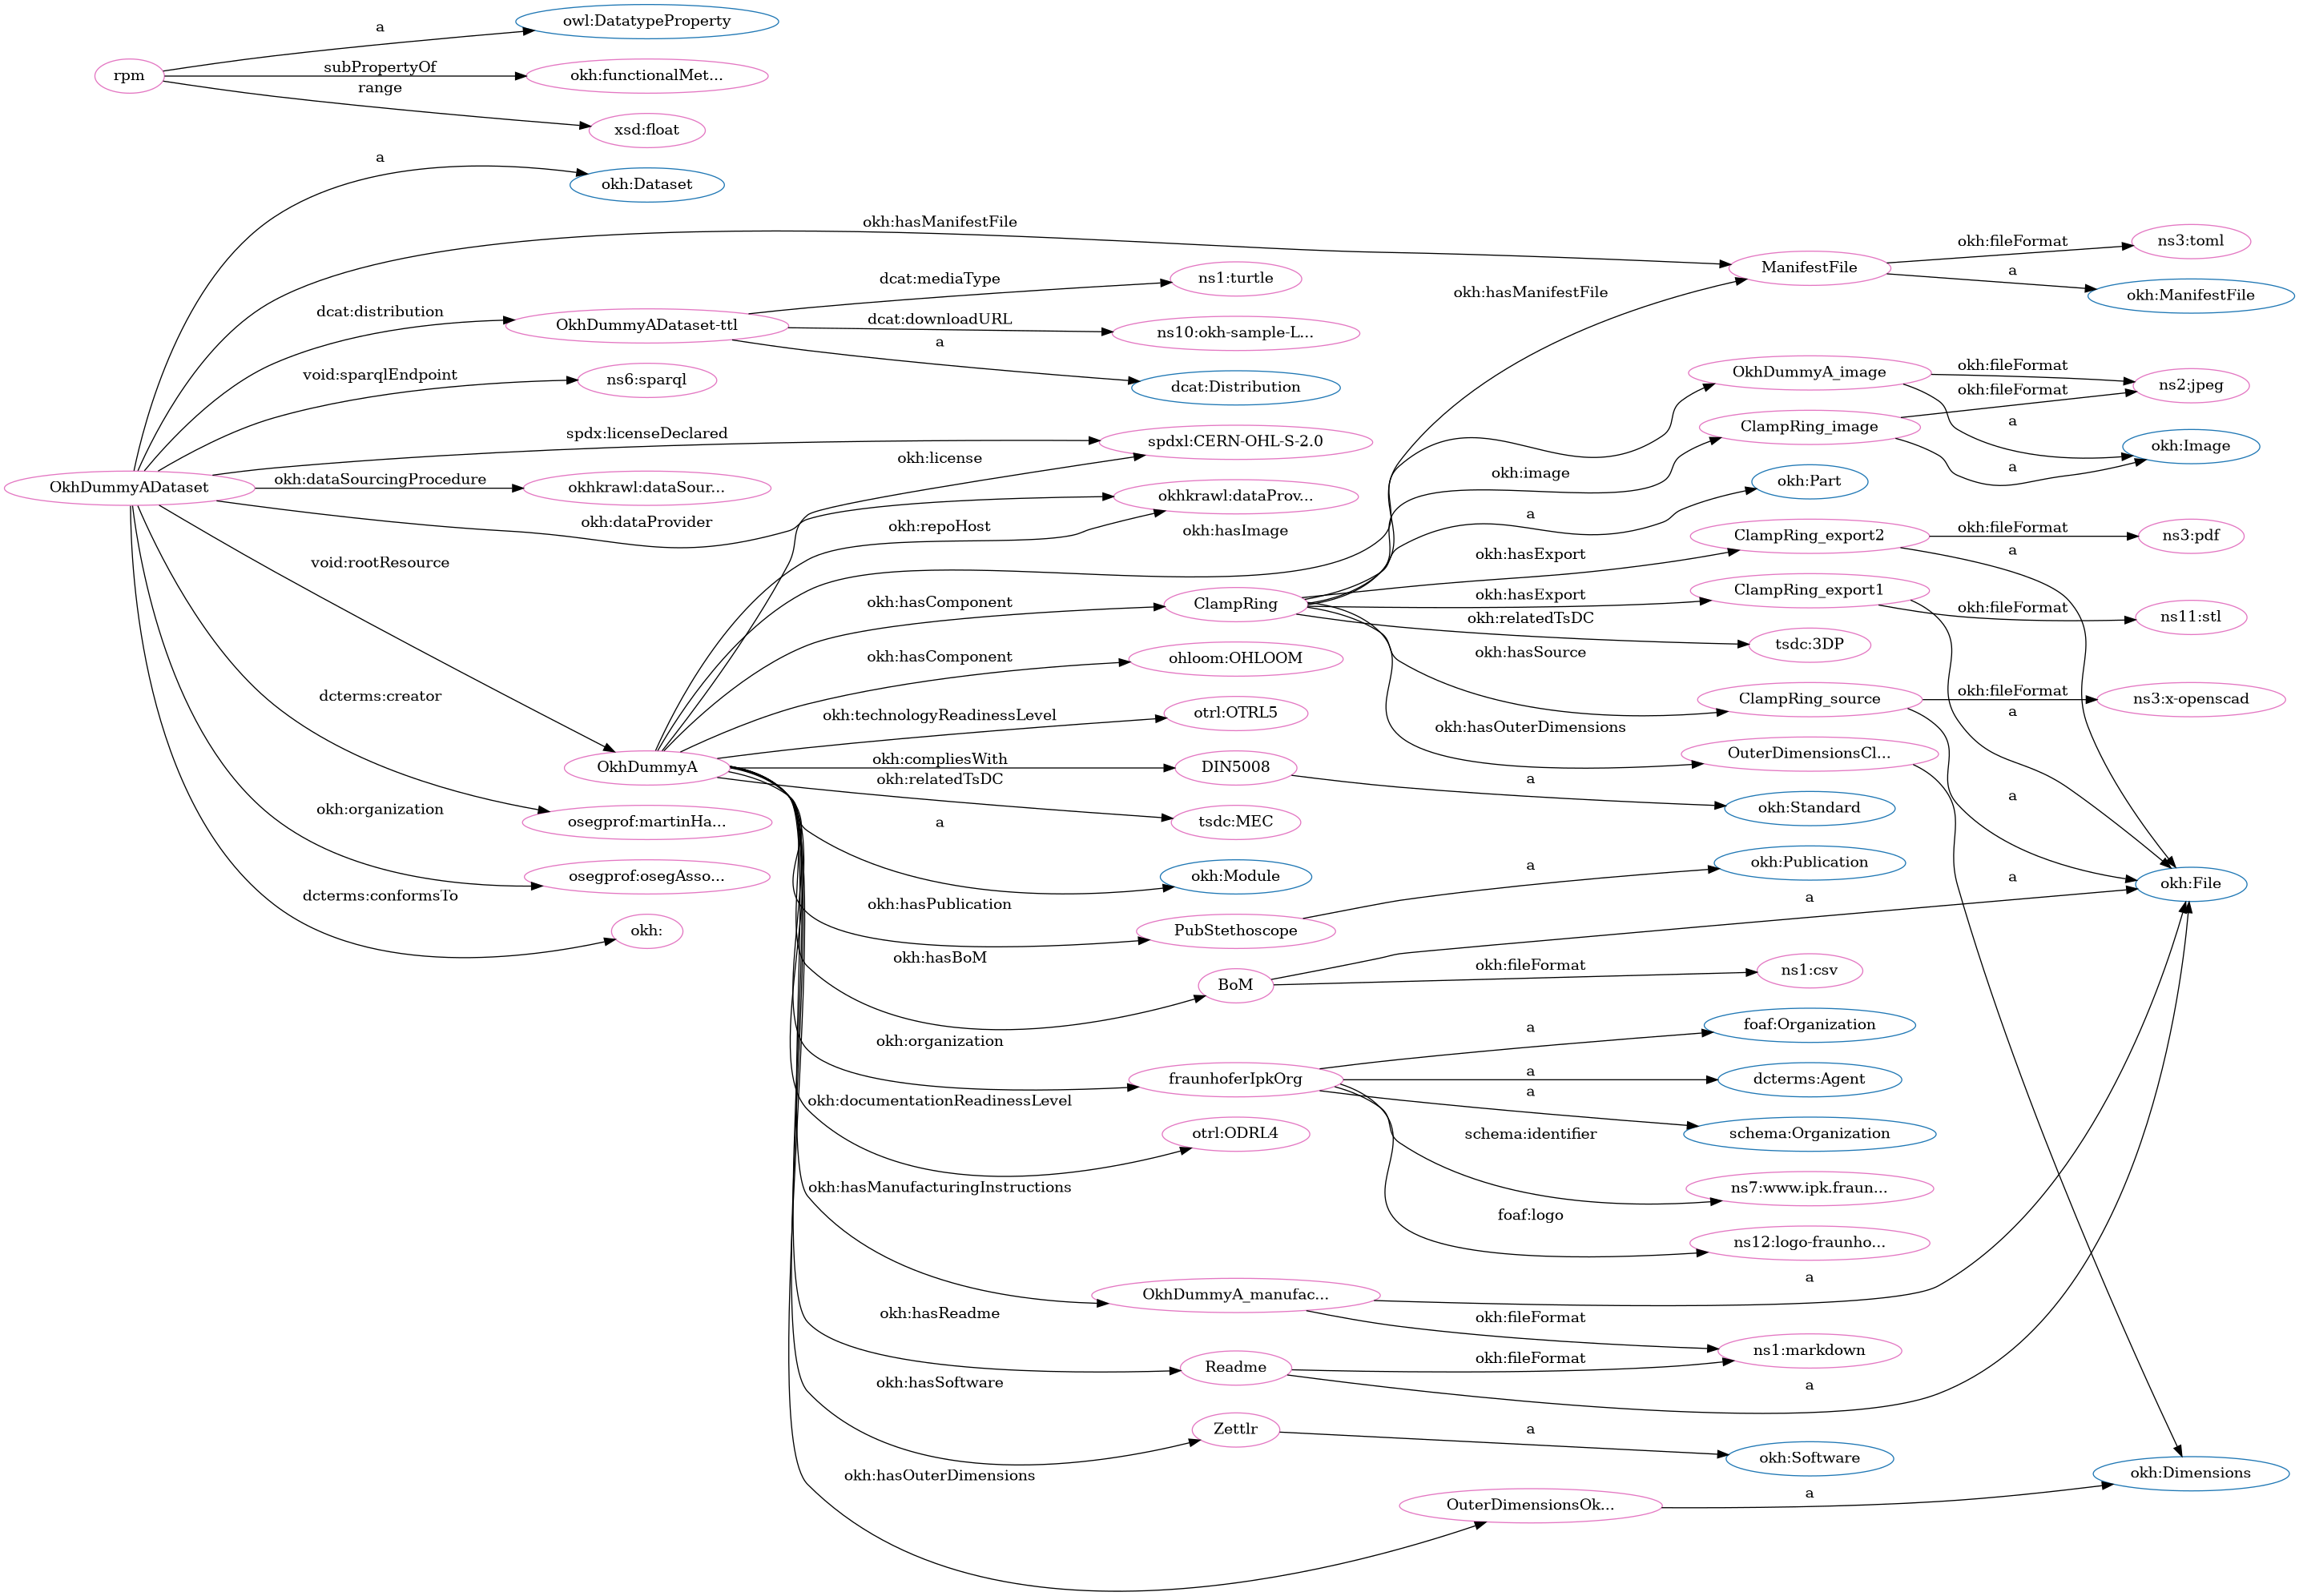 a
owl:DatatypeProperty
rpm
subPropertyOf
okh:functionalMet...
range
xsd:float
a
okh:Dataset
okh:hasManifestFile
ManifestFile
okh:fileFormat
ns3:toml
a
okh:ManifestFile
okh:hasManifestFile
dcat:distribution
OkhDummyADataset-ttl
dcat:mediaType
ns1:turtle
dcat:downloadURL
ns10:okh-sample-L...
a
dcat:Distribution
void:sparqlEndpoint
ns6:sparql
OkhDummyA_image
okh:fileFormat
ns2:jpeg
okh:fileFormat
ClampRing_image
a
okh:Image
a
spdx:licenseDeclared
spdxl:CERN-OHL-S-2.0
okh:license
OkhDummyADataset
okh:dataSourcingProcedure
okhkrawl:dataSour...
okhkrawl:dataProv...
okh:image
okh:Part
a
okh:dataProvider
okh:repoHost
okh:hasImage
ClampRing_export2
okh:fileFormat
ns3:pdf
a
okh:hasExport
void:rootResource
okh:hasComponent
ClampRing
okh:hasExport
ClampRing_export1
okh:fileFormat
ns11:stl
okh:relatedTsDC
tsdc:3DP
okh:hasSource
okh:hasComponent
ohloom:OHLOOM
ClampRing_source
okh:fileFormat
ns3:x-openscad
a
dcterms:creator
okh:technologyReadinessLevel
otrl:OTRL5
okh:hasOuterDimensions
OuterDimensionsCl...
OkhDummyA
okh:compliesWith
DIN5008
okh:relatedTsDC
a
okh:Standard
a
okh:organization
osegprof:martinHa...
tsdc:MEC
a
osegprof:osegAsso...
okh:Module
a
okh:Publication
a
okh:File
dcterms:conformsTo
okh:
okh:hasPublication
PubStethoscope
a
okh:hasBoM
BoM
okh:fileFormat
ns1:csv
okh:organization
a
foaf:Organization
fraunhoferIpkOrg
a
dcterms:Agent
a
schema:Organization
okh:documentationReadinessLevel
otrl:ODRL4
schema:identifier
ns7:www.ipk.fraun...
okh:hasManufacturingInstructions
foaf:logo
ns12:logo-fraunho...
OkhDummyA_manufac...
a
okh:fileFormat
ns1:markdown
okh:hasReadme
Readme
okh:fileFormat
a
okh:hasSoftware
Zettlr
a
okh:Software
okh:hasOuterDimensions
OuterDimensionsOk...
a
okh:Dimensions